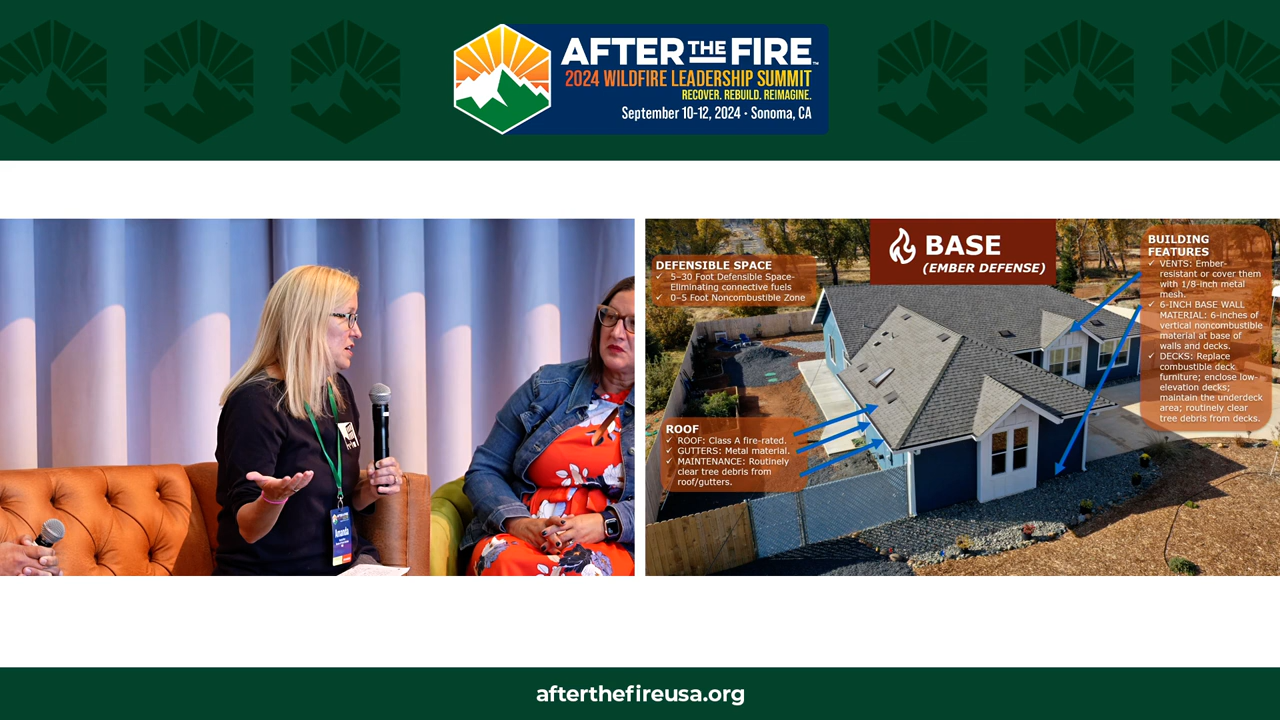 AFTER THE FIRE™
2024 WILDFIRE LEADERSHIP SUMMIT
RECOVER. REBUILD. REIMAGINE.
September 10-12, 2024 · Sonoma, CA
Amanda
BASE
(EMBER DEFENSE)
DEFENSIBLE SPACE
✓ 5–30 Foot Defensible Space-
Eliminating connective fuels
✓ 0–5 Foot Noncombustible Zone
ROOF
✓ ROOF: Class A fire-rated.
✓ GUTTERS: Metal material.
✓ MAINTENANCE: Routinely
clear tree debris from
roof/gutters.
BUILDING
FEATURES
✓ VENTS: Ember-
resistant or cover them
with 1/8-inch metal
mesh.
✓ 6-INCH BASE WALL
MATERIAL: 6-inches of
vertical noncombustible
material at base of
walls and decks.
✓ DECKS: Replace
combustible deck
furniture; enclose low-
elevation decks;
maintain the underdeck
area; routinely clear
tree debris from decks.
afterthefireusa.org